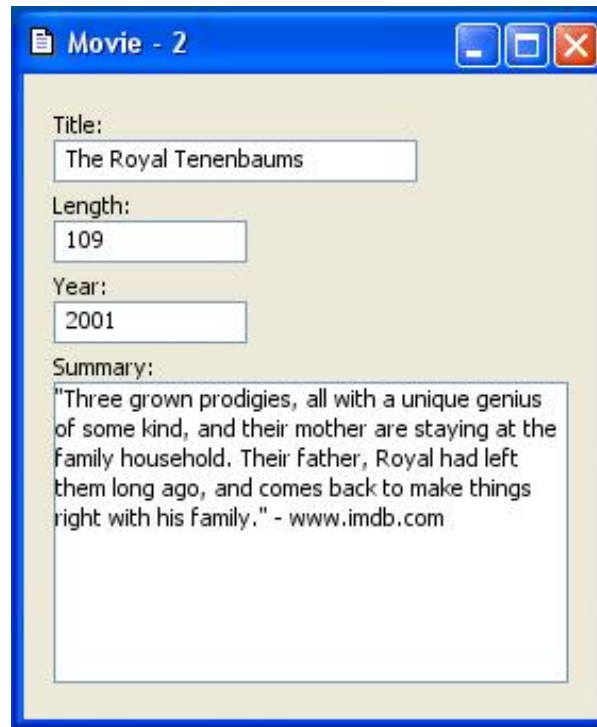 Movie - 2
Title:
The Royal Tenenbaums
Length:
109
Year:
2001
Summary:
"Three grown prodigies, all with a unique genius
of some kind, and their mother are staying at the
family household. Their father, Royal had left
them long ago, and comes back to make things
right with his family." - www.imdb.com